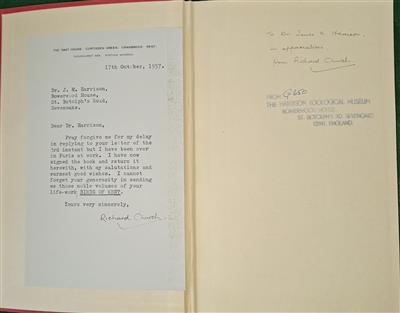 THE OAST HOUSE · CURTISDEN GREEN · CRANBROOK · KENT.
17th October, 1957.
Dr. J. M. Harrison,
Bowerwood House,
St. Botolph's Road,
Sevenoaks.
Dear Dr. Harrison,
Pray forgive me for my delay
in replying to your letter of the
3rd instant but I have been over
in Paris at work. I have now
signed the book and return it
herewith, with my salutations and
warmest good wishes. I cannot
forget your generosity in sending
me those noble volumes of your
life-work BIRDS OF KENT.
Yours very sincerely,
Richard Church
To Dr. James M. Harrison,
in appreciation
from Richard Church.
FROM
THE HARRISON ZOOLOGICAL MUSEUM
BOWERWOOD HOUSE
ST. BOTOLPH'S RD. SEVENOAKS
KENT, ENGLAND.